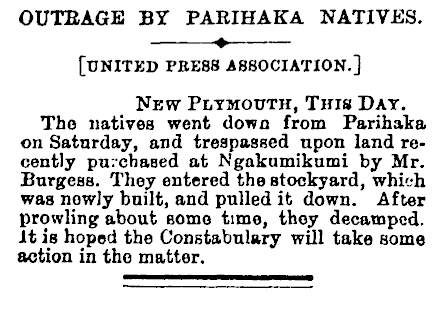 OUTRAGE BY PARIHAKA NATIVES.
[UNITED PRESS ASSOCIATION.]
NEW PLYMOUTH, THIS DAY.
The natives went down from Parihaka
on Saturday, and trespassed upon land re-
cently purchased at Ngakumikumi by Mr.
Burgess. They entered the stockyard, which
was newly built, and pulled it down. After
prowling about some time, they decamped.
It is hoped the Constabulary will take some
action in the matter.